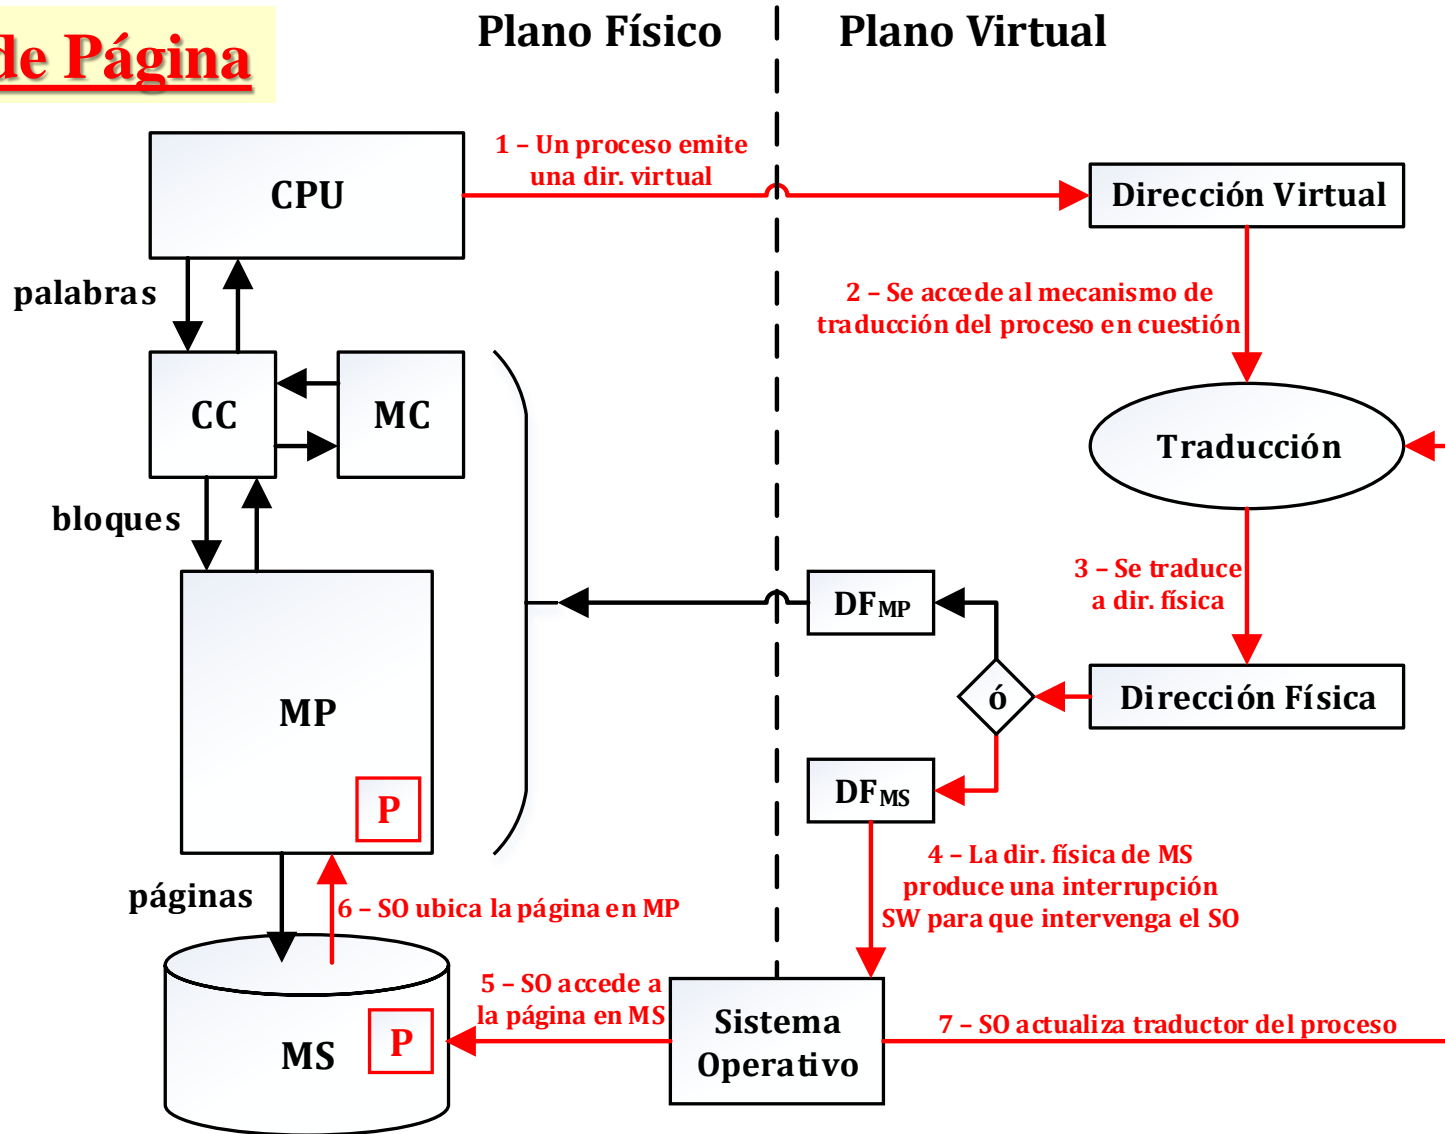 de Página
Plano Físico
Plano Virtual
1 – Un proceso emite
una dir. virtual
CPU
Dirección Virtual
palabras
2 – Se accede al mecanismo de
traducción del proceso en cuestión
CC
MC
Traducción
bloques
3 – Se traduce
a dir. física
DFMP
MP
ó
Dirección Física
DFMS
P
4 – La dir. física de MS
produce una interrupción
SW para que intervenga el SO
páginas
6 – SO ubica la página en MP
5 – SO accede a
la página en MS
Sistema
Operativo
7 – SO actualiza traductor del proceso
MS
P